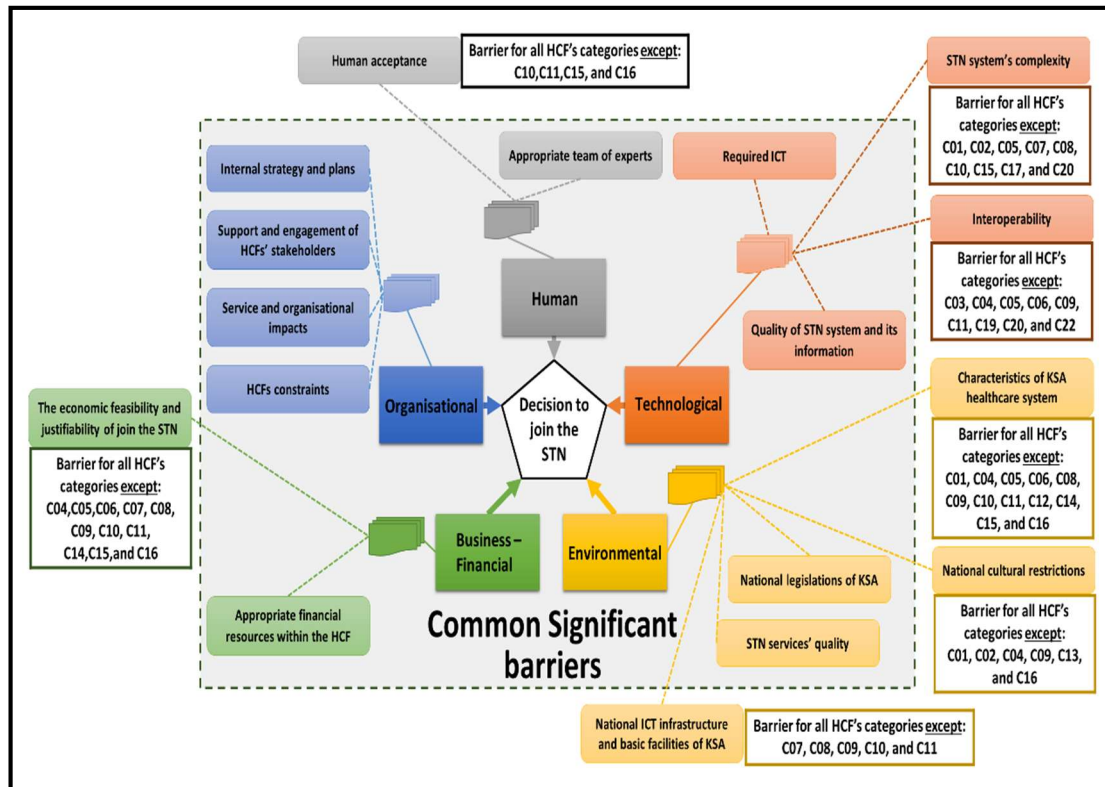 Human acceptance
Barrier for all HCF's categories except:
C10,C11,C15, and C16
STN system's complexity
Barrier for all HCF's
categories except:
C01, C02, C05, C07, C08,
C10, C15, C17, and C20
Internal strategy and plans
Appropriate team of experts
Required ICT
Support and engagement of
HCFs' stakeholders
Interoperability
Barrier for all HCF's
categories except:
C03, C04, C05, C06, C09,
C11, C19, C20, and C22
Service and organisational
impacts
Human
Quality of STN system and its
information
HCFs constraints
Organisational
Decision to
join the
STN
Technological
Characteristics of KSA
healthcare system
Barrier for all HCF's
categories except:
C01, C04, C05, C06, C08,
C09, C10, C11, C12, C14,
C15, and C16
The economic feasibility and
justifiability of join the STN
Barrier for all HCF's
categories except:
C04,C05,C06, C07, C08,
C09, C10, C11,
C14,C15,and C16
Business –
Financial
Environmental
National legislations of KSA
National cultural restrictions
Barrier for all HCF's
categories except:
C01, C02, C04, C09, C13,
and C16
Appropriate financial
resources within the HCF
Common Significant
barriers
STN services' quality
National ICT infrastructure
and basic facilities of KSA
Barrier for all HCF's categories except:
C07, C08, C09, C10, and C11